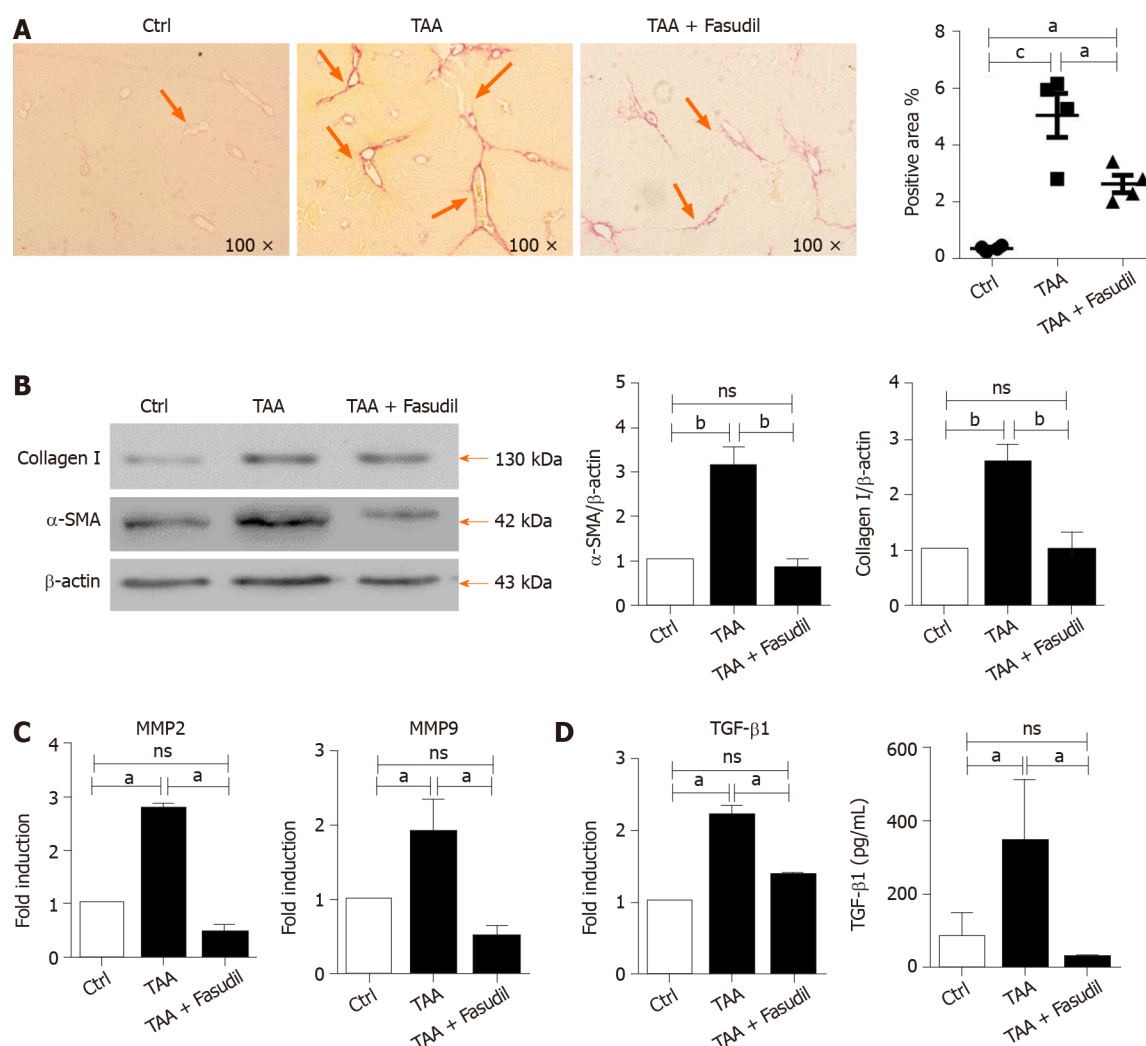 A
Ctrl
TAA
TAA + Fasudil
100 ×
100 ×
100 ×
Positive area %
8
6
4
2
0
a
c
a
Ctrl
TAA
TAA + Fasudil
B
Ctrl
TAA
TAA + Fasudil
Collagen I
130 kDa
α-SMA
42 kDa
β-actin
43 kDa
α-SMA/β-actin
5
4
3
2
1
0
ns
b
b
Ctrl
TAA
TAA + Fasudil
Collagen I/β-actin
4
3
2
1
0
ns
b
b
Ctrl
TAA
TAA + Fasudil
C
MMP2
Fold induction
4
3
2
1
0
ns
a
a
Ctrl
TAA
TAA + Fasudil
MMP9
Fold induction
3
2
1
0
ns
a
a
Ctrl
TAA
TAA + Fasudil
D
TGF-β1
Fold induction
3
2
1
0
ns
a
a
Ctrl
TAA
TAA + Fasudil
TGF-β1 (pg/mL)
600
400
200
0
ns
a
a
Ctrl
TAA
TAA + Fasudil